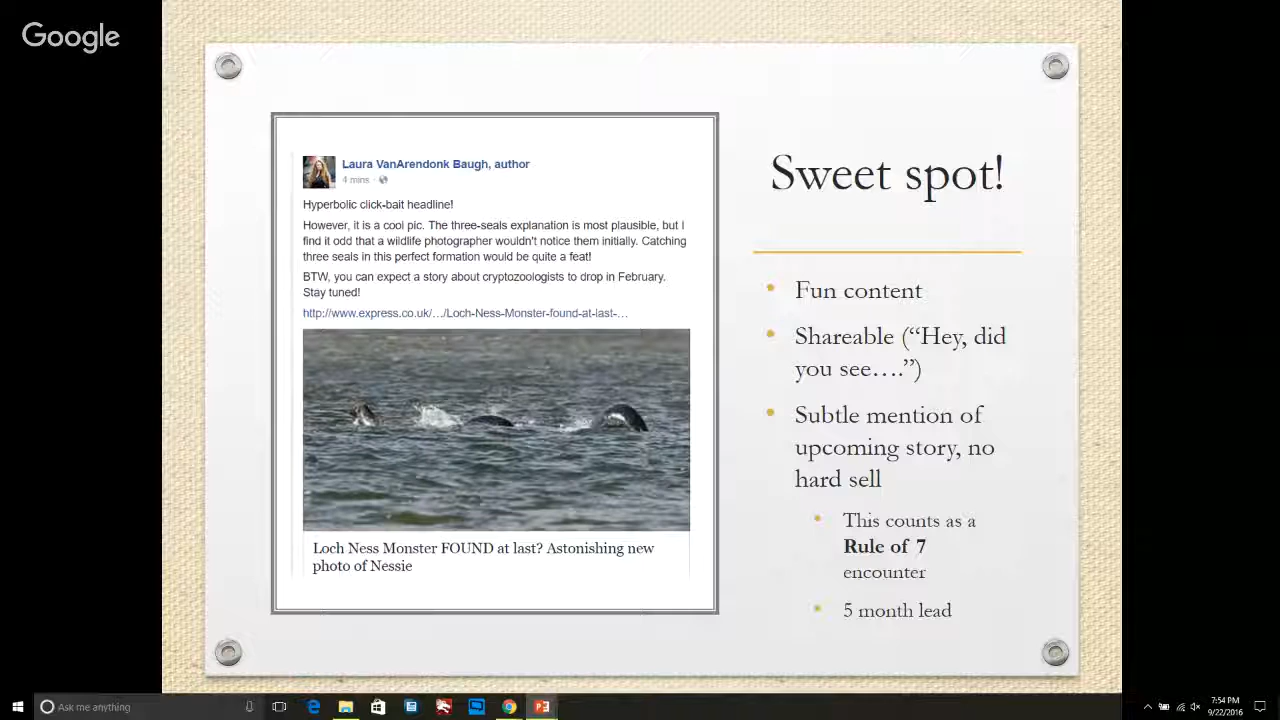 Google
Laura VanArendonk Baugh, author
4 mins ·
Hyperbolic click-bait headline!
However, it is a cool pic. The three-seals explanation is most plausible, but I
find it odd that a wildlife photographer wouldn't notice them initially. Catching
three seals in this perfect formation would be quite a feat!
BTW, you can expect a story about cryptozoologists to drop in February.
Stay tuned!
http://www.express.co.uk/…/Loch-Ness-Monster-found-at-last-…
Loch Ness Monster FOUND at last? Astonishing new
photo of Nessie
Sweet spot!
• Fun content
• Shareable (“Hey, did
you see….”)
• Subtle mention of
upcoming story, no
hard sell
• This counts as a
Rule of 7
encounter
• 5 month lead
Ask me anything
7:54 PM
9/22/2016